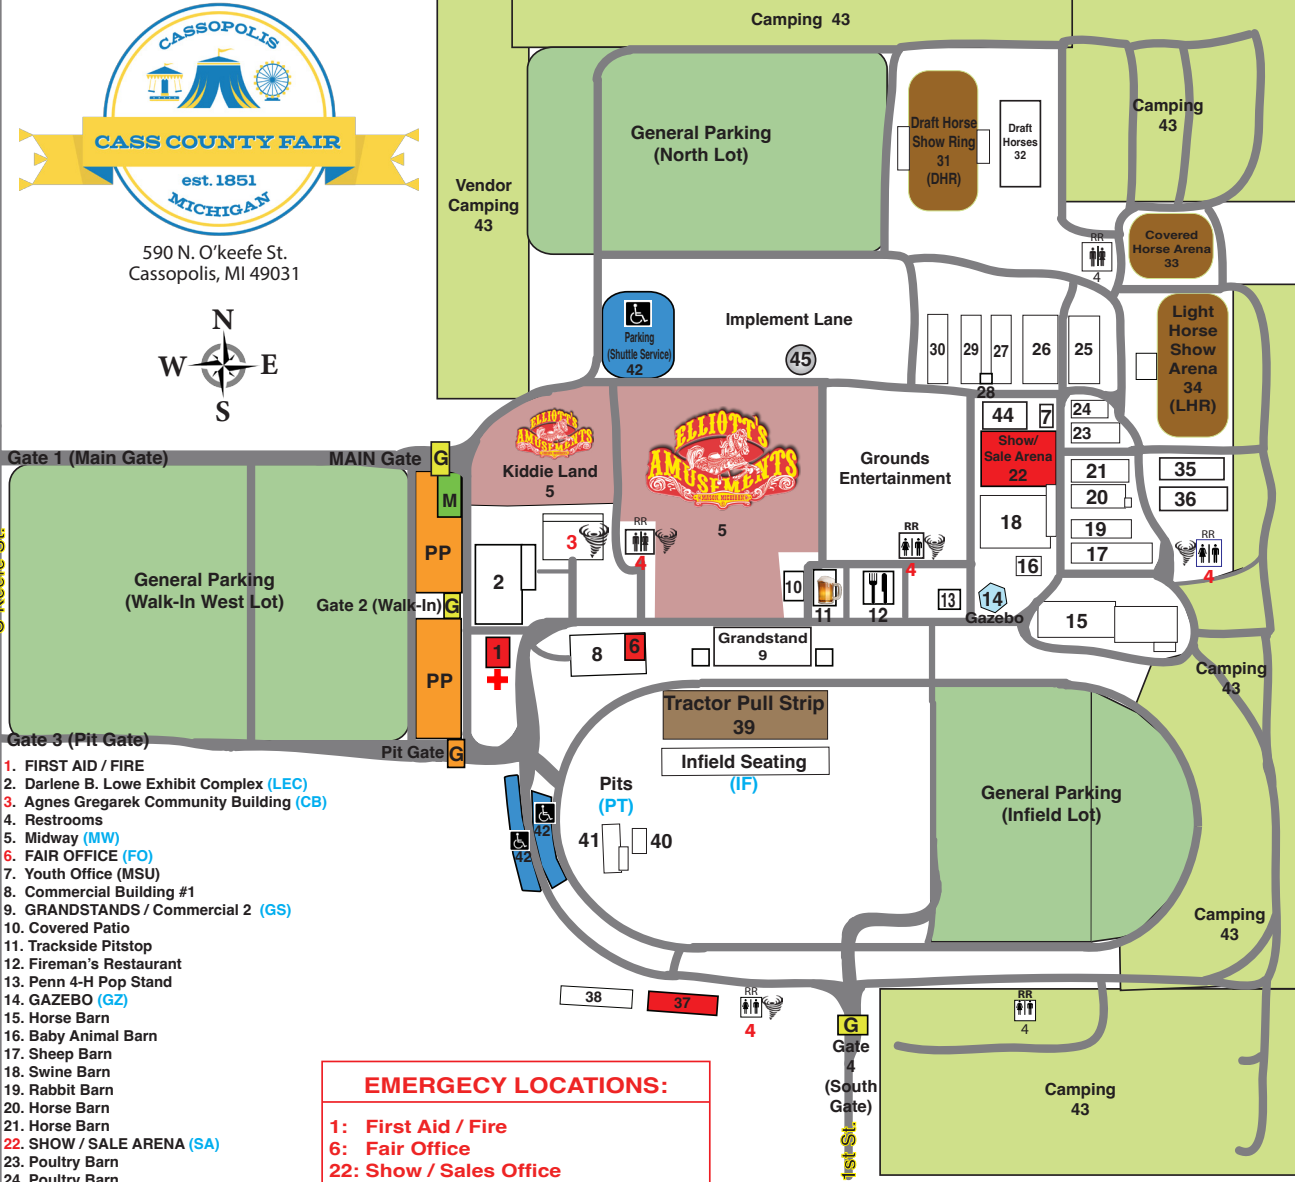 CASSOPOLIS
CASS COUNTY FAIR
est. 1851
MICHIGAN
590 N. O'keefe St.
Cassopolis, MI 49031
N
W E
S
Camping 43
General Parking
(North Lot)
Vendor
Camping
43
Draft Horse
Show Ring
31
(DHR)
Draft
Horses
32
Camping
43
RR
4
Covered
Horse Arena
33
Parking
(Shuttle Service)
42
Implement Lane
45
30
29
27
26
25
28
Light
Horse
Show
Arena
34
(LHR)
ELLIOTT'S
AMUSEMENTS
Kiddie Land
5
ELLIOTT'S
AMUSEMENTS
MASON, MICHIGAN
5
Grounds
Entertainment
44
7
24
23
Show/
Sale Arena
22
21
20
19
17
18
16
35
36
RR
4
Gate 1 (Main Gate)
MAIN Gate
G
M
PP
General Parking
(Walk-In West Lot)
Gate 2 (Walk-In)
G
PP
Gate 3 (Pit Gate)
Pit Gate
G
2
3
RR
4
RR
4
10
11
12
13
14
Gazebo
15
1
8
6
Grandstand
9
Camping
43
Tractor Pull Strip
39
Infield Seating
(IF)
Pits
(PT)
41
40
General Parking
(Infield Lot)
42
42
Camping
43
38
37
RR
4
G
Gate
4
(South
Gate)
1st St.
RR
4
Camping
43
1. FIRST AID / FIRE
2. Darlene B. Lowe Exhibit Complex (LEC)
3. Agnes Gregarek Community Building (CB)
4. Restrooms
5. Midway (MW)
6. FAIR OFFICE (FO)
7. Youth Office (MSU)
8. Commercial Building #1
9. GRANDSTANDS / Commercial 2 (GS)
10. Covered Patio
11. Trackside Pitstop
12. Fireman's Restaurant
13. Penn 4-H Pop Stand
14. GAZEBO (GZ)
15. Horse Barn
16. Baby Animal Barn
17. Sheep Barn
18. Swine Barn
19. Rabbit Barn
20. Horse Barn
21. Horse Barn
22. SHOW / SALE ARENA (SA)
23. Poultry Barn
24. Poultry Barn
EMERGECY LOCATIONS:
1: First Aid / Fire
6: Fair Office
22: Show / Sales Office